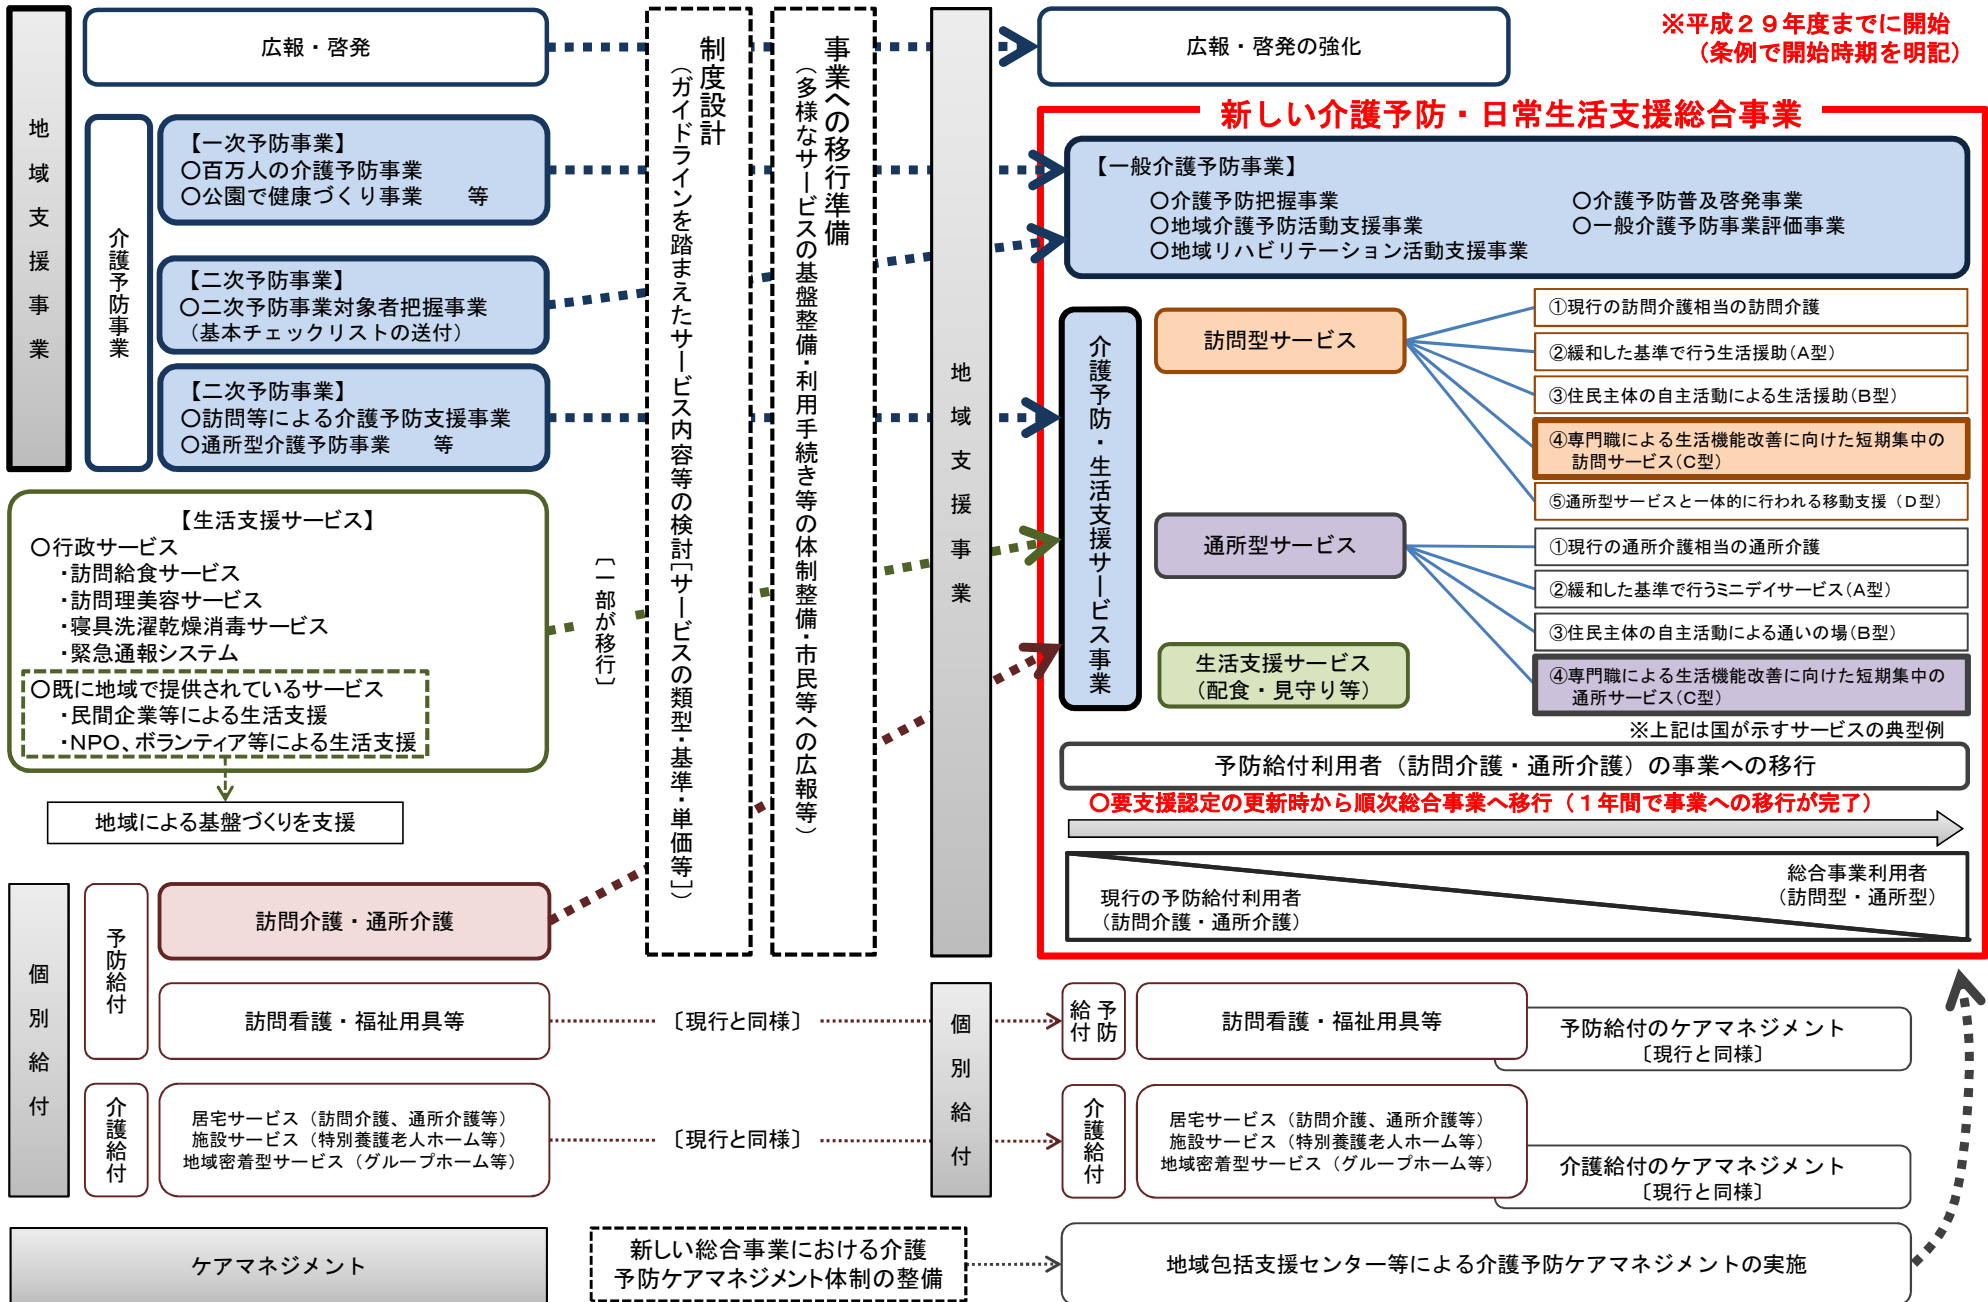 地域支援事業
広報・啓発
介護予防事業
【一次予防事業】
〇百万人の介護予防事業
〇公園で健康づくり事業　　等
【二次予防事業】
〇二次予防事業対象者把握事業
（基本チェックリストの送付）
【二次予防事業】
〇訪問等による介護予防支援事業
〇通所型介護予防事業　　等
【生活支援サービス】
〇行政サービス
・訪問給食サービス
・訪問理美容サービス
・寝具洗濯乾燥消毒サービス
・緊急通報システム
〇既に地域で提供されているサービス
・民間企業等による生活支援
・NPO、ボランティア等による生活支援
地域による基盤づくりを支援
〔一部が移行〕
個別給付
予防給付
訪問介護・通所介護
訪問看護・福祉用具等
介護給付
居宅サービス（訪問介護、通所介護等）
施設サービス（特別養護老人ホーム等）
地域密着型サービス（グループホーム等）
ケアマネジメント
制度設計
（ガイドラインを踏まえたサービス内容等の検討［サービスの類型・基準・単価等］）
事業への移行準備
（多様なサービスの基盤整備・利用手続き等の体制整備・市民等への広報等）
〔現行と同様〕
〔現行と同様〕
新しい総合事業における介護
予防ケアマネジメント体制の整備
地域支援事業
広報・啓発の強化
※平成２９年度までに開始
（条例で開始時期を明記）
新しい介護予防・日常生活支援総合事業
【一般介護予防事業】
〇介護予防把握事業
〇地域介護予防活動支援事業
〇地域リハビリテーション活動支援事業
〇介護予防普及啓発事業
〇一般介護予防事業評価事業
介護予防・生活支援サービス事業
訪問型サービス
①現行の訪問介護相当の訪問介護
②緩和した基準で行う生活援助（A型）
③住民主体の自主活動による生活援助（B型）
④専門職による生活機能改善に向けた短期集中の
訪問サービス（C型）
⑤通所型サービスと一体的に行われる移動支援（Ｄ型）
通所型サービス
①現行の通所介護相当の通所介護
②緩和した基準で行うミニデイサービス（A型）
③住民主体の自主活動による通いの場（B型）
④専門職による生活機能改善に向けた短期集中の
通所サービス（C型）
生活支援サービス
（配食・見守り等）
※上記は国が示すサービスの典型例
予防給付利用者（訪問介護・通所介護）の事業への移行
〇要支援認定の更新時から順次総合事業へ移行（１年間で事業への移行が完了）
現行の予防給付利用者
（訪問介護・通所介護）
総合事業利用者
（訪問型・通所型）
個別給付
予防給付
訪問看護・福祉用具等
予防給付のケアマネジメント
〔現行と同様〕
介護給付
居宅サービス（訪問介護、通所介護等）
施設サービス（特別養護老人ホーム等）
地域密着型サービス（グループホーム等）
介護給付のケアマネジメント
〔現行と同様〕
地域包括支援センター等による介護予防ケアマネジメントの実施